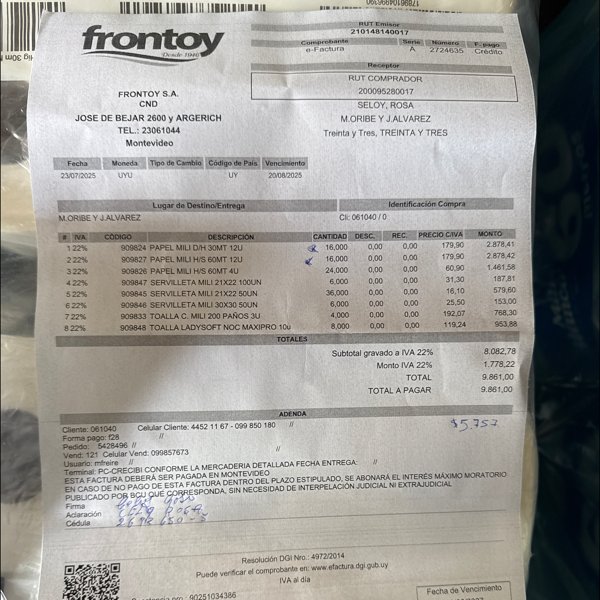 frontoy
Desde 1946
FRONTOY S.A.
CND
JOSE DE BEJAR 2600 y ARGERICH
TEL.: 23061044
Montevideo
RUT Emisor
210148140017
Comprobante Serie Número F. pago
e-Factura A 2724635 Crédito
Receptor
RUT COMPRADOR
200095280017
SELOY, ROSA
M.ORIBE Y J.ALVAREZ
Treinta y Tres, TREINTA Y TRES
Fecha Moneda Tipo de Cambio Código de País Vencimiento
23/07/2025 UYU UY 20/08/2025
Lugar de Destino/Entrega Identificación Compra
M.ORIBE Y J.ALVAREZ Cli: 061040 / 0
# IVA CÓDIGO DESCRIPCIÓN CANTIDAD DESC. REC. PRECIO C/IVA MONTO
1 22% 909824 PAPEL MILI D/H 30MT 12U 16,000 0,00 0,00 179,90 2.878,41
2 22% 909827 PAPEL MILI H/S 60MT 12U 16,000 0,00 0,00 179,90 2.878,42
3 22% 909826 PAPEL MILI H/S 60MT 4U 24,000 0,00 0,00 60,90 1.461,58
4 22% 909847 SERVILLETA MILI 21X22 100UN 6,000 0,00 0,00 31,30 187,81
5 22% 909845 SERVILLETA MILI 21X22 50UN 36,000 0,00 0,00 16,10 579,60
6 22% 909846 SERVILLETA MILI 30X30 50UN 6,000 0,00 0,00 25,50 153,00
7 22% 909833 TOALLA C. MILI 200 PAÑOS 3U 4,000 0,00 0,00 192,07 768,30
8 22% 909848 TOALLA LADYSOFT NOC MAXIPRO 10u 8,000 0,00 0,00 119,24 953,88
TOTALES
Subtotal gravado a IVA 22% 8.082,78
Monto IVA 22% 1.778,22
TOTAL 9.861,00
TOTAL A PAGAR 9.861,00
ADENDA
Cliente: 061040 Celular Cliente: 4452 11 67 - 099 850 180 //
$5.757
Forma pago: f28 //
Pedido: 5428496 //
Vend: 121 Celular Vend: 099857673 //
Usuario: mfreire //
Terminal: PC-CRECIBI CONFORME LA MERCADERIA DETALLADA FECHA ENTREGA: //
ESTA FACTURA DEBERÁ SER PAGADA EN MONTEVIDEO
EN CASO DE NO PAGO DE ESTA FACTURA DENTRO DEL PLAZO ESTIPULADO, SE ABONARÁ EL INTERÉS MÁXIMO MORATORIO
PUBLICADO POR BCU QUE CORRESPONDA, SIN NECESIDAD DE INTERPELACIÓN JUDICIAL NI EXTRAJUDICIAL
Firma
Aclaración
Cédula
Resolución DGI Nro.: 4972/2014
Puede verificar el comprobante en: www.efactura.dgi.gub.uy
IVA al día
90251034386
Fecha de Vencimiento